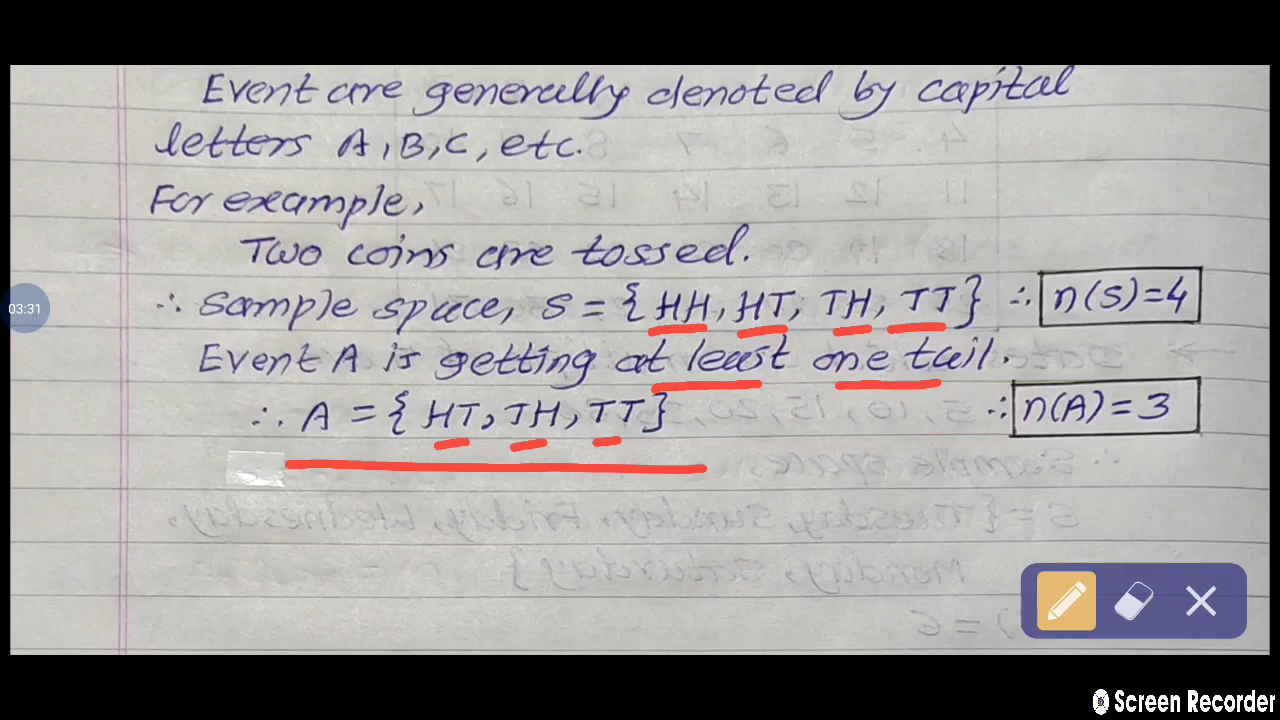 Event are generally denoted by capital
letters A, B, C, etc.
For example,
Two coins are tossed.
∴ Sample space, S = {HH, HT, TH, TT} ∴ n(S)=4
03:31
Event A is getting at least one tail.
∴ A = {HT, TH, TT} ∴ n(A)=3
Screen Recorder